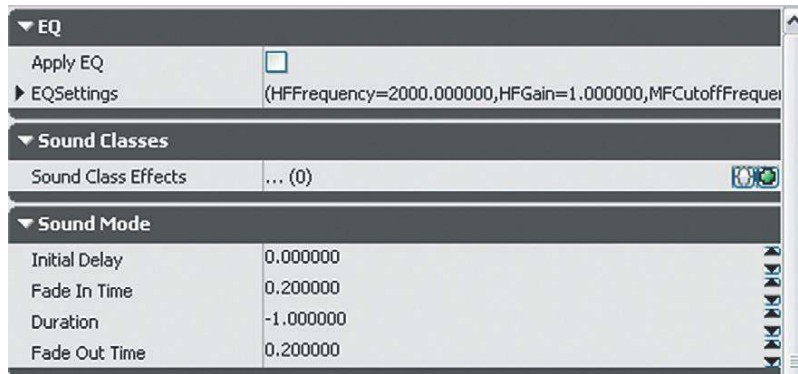 EQ
Apply EQ
EQSettings (HFFrequency=2000.000000,HFGain=1.000000,MFCutoffFrequen
Sound Classes
Sound Class Effects ... (0)
Sound Mode
Initial Delay 0.000000
Fade In Time 0.200000
Duration -1.000000
Fade Out Time 0.200000